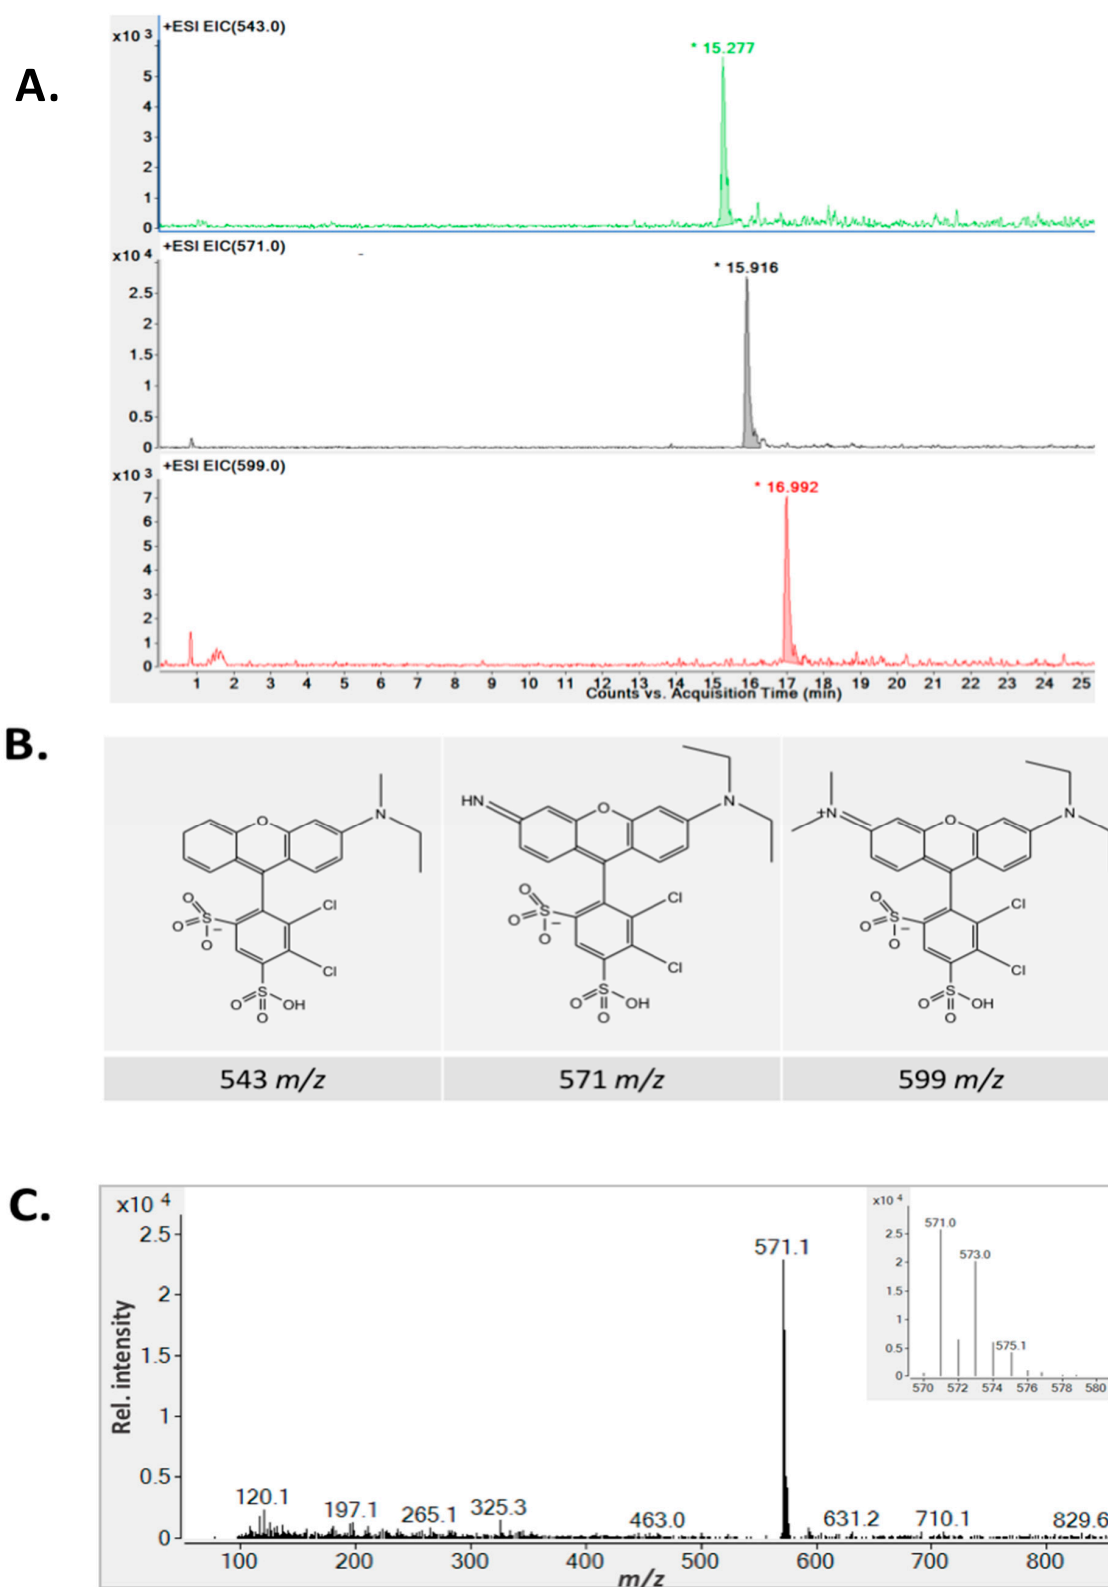 A.
+ESI EIC(543.0)
x10 3
* 15.277
5
4
3
2
1
0
+ESI EIC(571.0)
x10 4
* 15.916
2.5
2
1.5
1
0.5
0
+ESI EIC(599.0)
x10 3
* 16.992
7
6
5
4
3
2
1
0
1 2 3 4 5 6 7 8 9 10 11 12 13 14 15 16 17 18 19 20 21 22 23 24 25
Counts vs. Acquisition Time (min)
B.
O N
O S O − O Cl Cl
O S O OH
HN O N
O S O − O Cl Cl
O S O OH
+N O N
O S O − O Cl Cl
O S O OH
543 m/z 571 m/z 599 m/z
C.
x10 4
2.5
2
1.5
1
0.5
0
Rel. intensity
120.1 197.1 265.1 325.3 463.0 571.1 631.2 710.1 829.6
100 200 300 400 500 600 700 800
m/z
x10 4
2.5
2
1.5
1
0.5
0
571.0
573.0
575.1
570 572 574 576 578 580